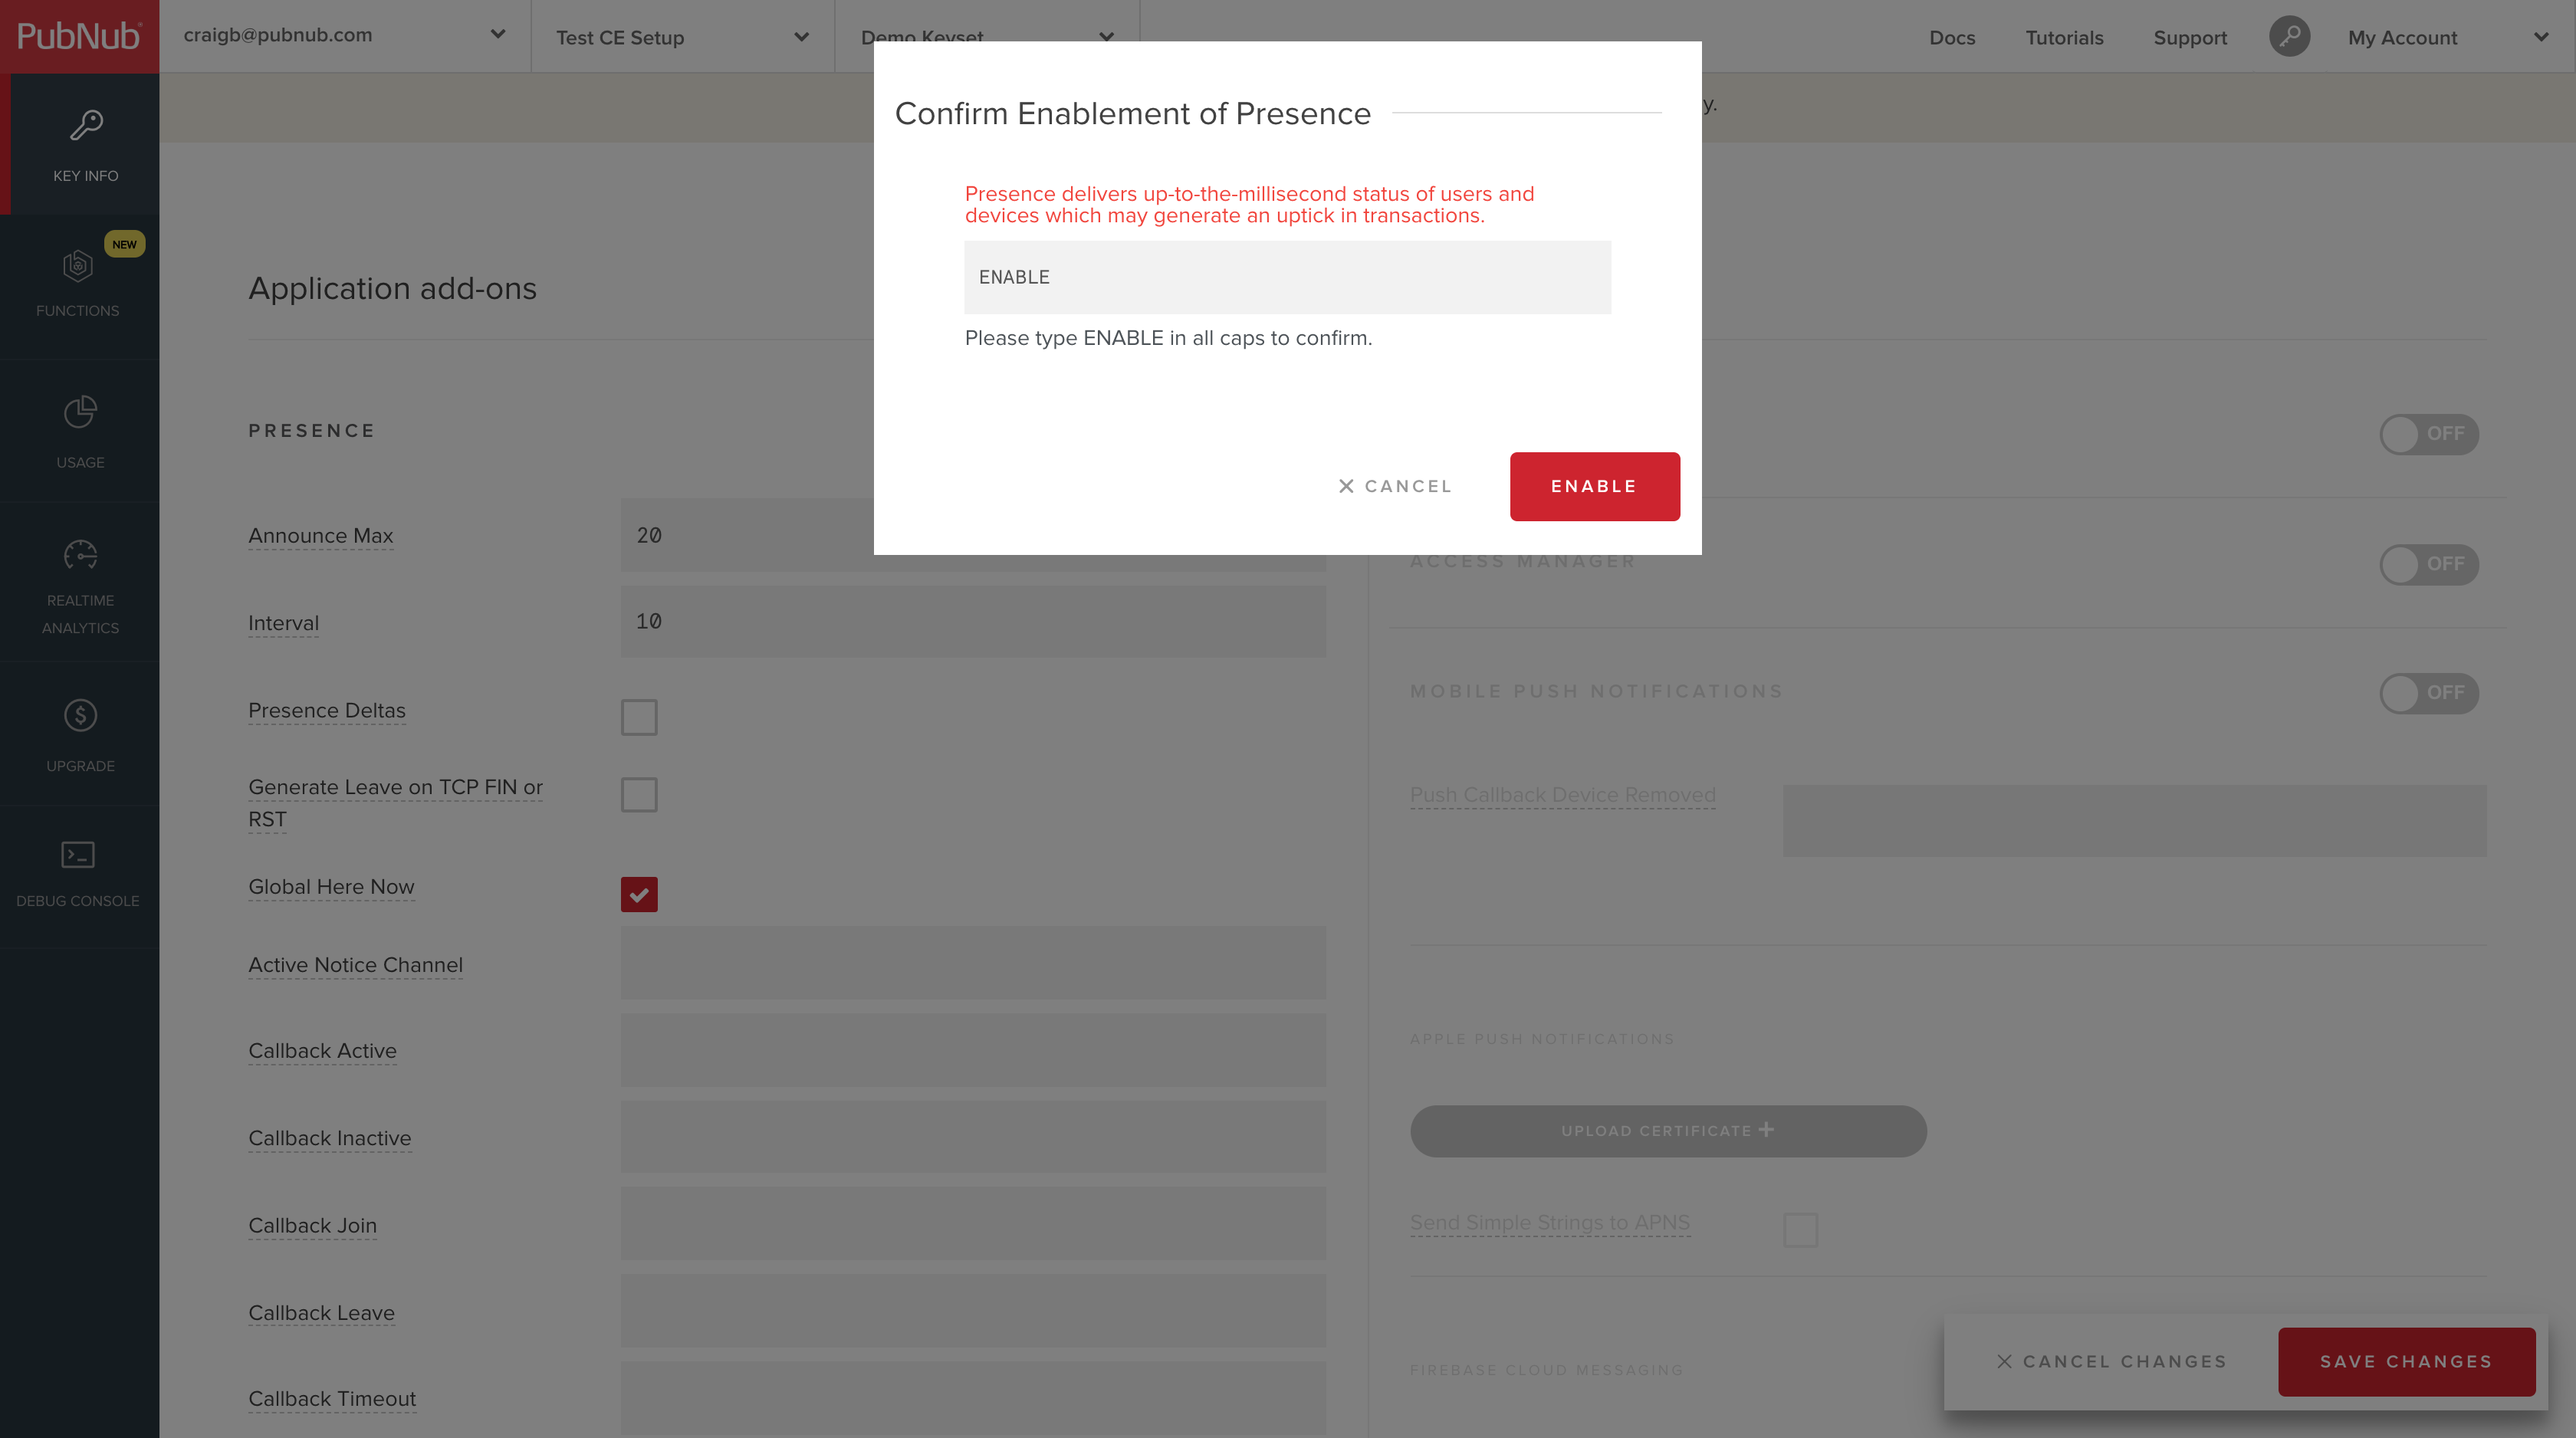 PubNub
craigb@pubnub.com
Test CE Setup
Demo Keyset
Docs
Tutorials
Support
My Account
y.
KEY INFO
NEW
FUNCTIONS
USAGE
REALTIME
ANALYTICS
UPGRADE
DEBUG CONSOLE
Confirm Enablement of Presence
Presence delivers up-to-the-millisecond status of users and
devices which may generate an uptick in transactions.
ENABLE
Please type ENABLE in all caps to confirm.
CANCEL
ENABLE
Application add-ons
PRESENCE
Announce Max
20
Interval
10
Presence Deltas
Generate Leave on TCP FIN or
RST
Global Here Now
Active Notice Channel
Callback Active
Callback Inactive
Callback Join
Callback Leave
Callback Timeout
OFF
ACCESS MANAGER
OFF
MOBILE PUSH NOTIFICATIONS
OFF
Push Callback Device Removed
APPLE PUSH NOTIFICATIONS
UPLOAD CERTIFICATE +
Send Simple Strings to APNS
FIREBASE CLOUD MESSAGING
CANCEL CHANGES
SAVE CHANGES